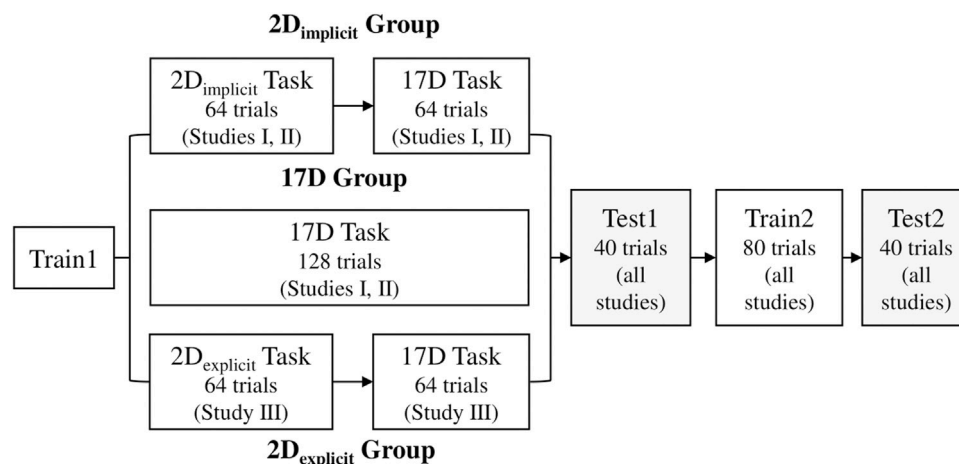 2Dimplicit Group
2Dimplicit Task
64 trials
(Studies I, II)
17D Task
64 trials
(Studies I, II)
17D Group
Train1
17D Task
128 trials
(Studies I, II)
2Dexplicit Task
64 trials
(Study III)
17D Task
64 trials
(Study III)
2Dexplicit Group
Test1
40 trials
(all
studies)
Train2
80 trials
(all
studies)
Test2
40 trials
(all
studies)